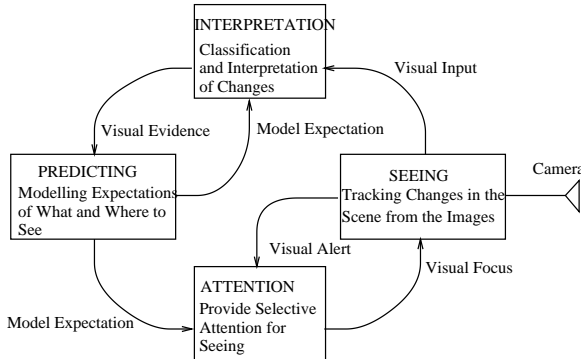 INTERPRETATION
Classification
and Interpretation
of Changes
Visual Input
Visual Evidence
Model Expectation
PREDICTING
Modelling Expectations
of What and Where to
See
SEEING
Tracking Changes in the
Scene from the Images
Camera
Visual Alert
Visual Focus
Model Expectation
ATTENTION
Provide Selective
Attention for
Seeing